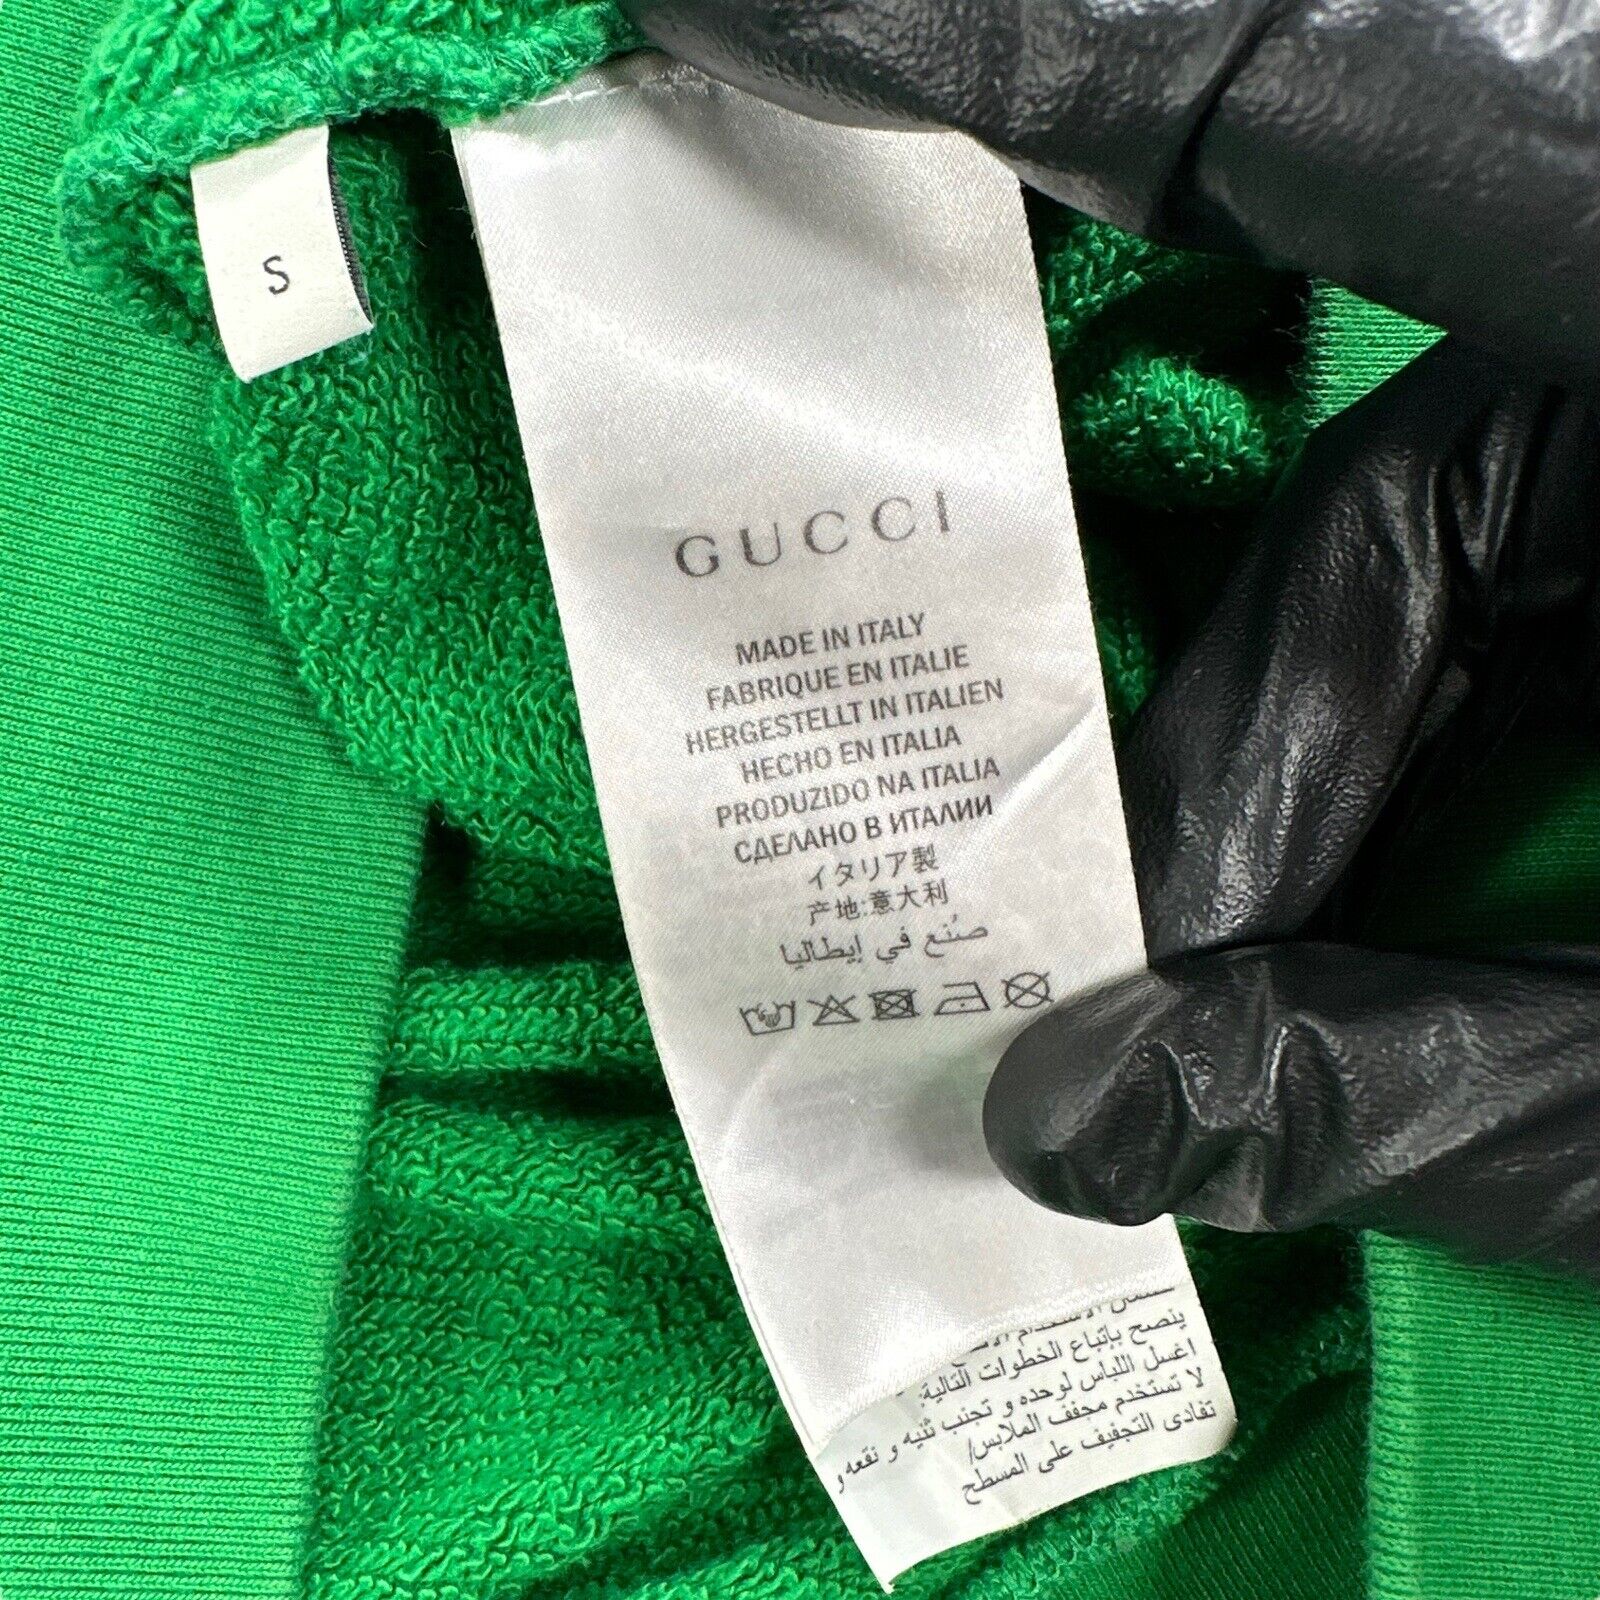 S
GUCCI
MADE IN ITALY
FABRIQUE EN ITALIE
HERGESTELLT IN ITALIEN
HECHO EN ITALIA
PRODUZIDO NA ITALIA
СДЕЛАНО В ИТАЛИИ
イタリア製
产地:意大利
صُنع في إيطاليا
ينصح بإتباع الخطوات التالية:
اغسل اللباس لوحده و تجنب ثنيه و نقعه و
لا تستخدم مجفف الملابس/
تفادى التجفيف على المسطح